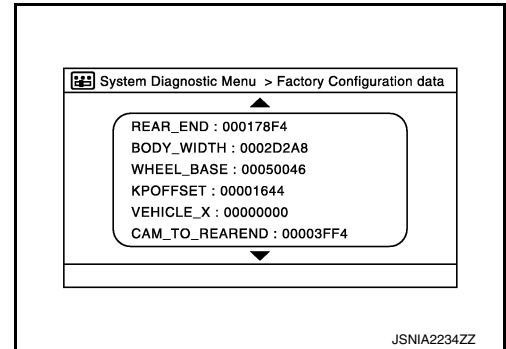 System Diagnostic Menu > Factory Configuration data
REAR_END : 000178F4
BODY_WIDTH : 0002D2A8
WHEEL_BASE : 00050046
KPOFFSET : 00001644
VEHICLE_X : 00000000
CAM_TO_REAREND : 00003FF4
JSNIA2234ZZ